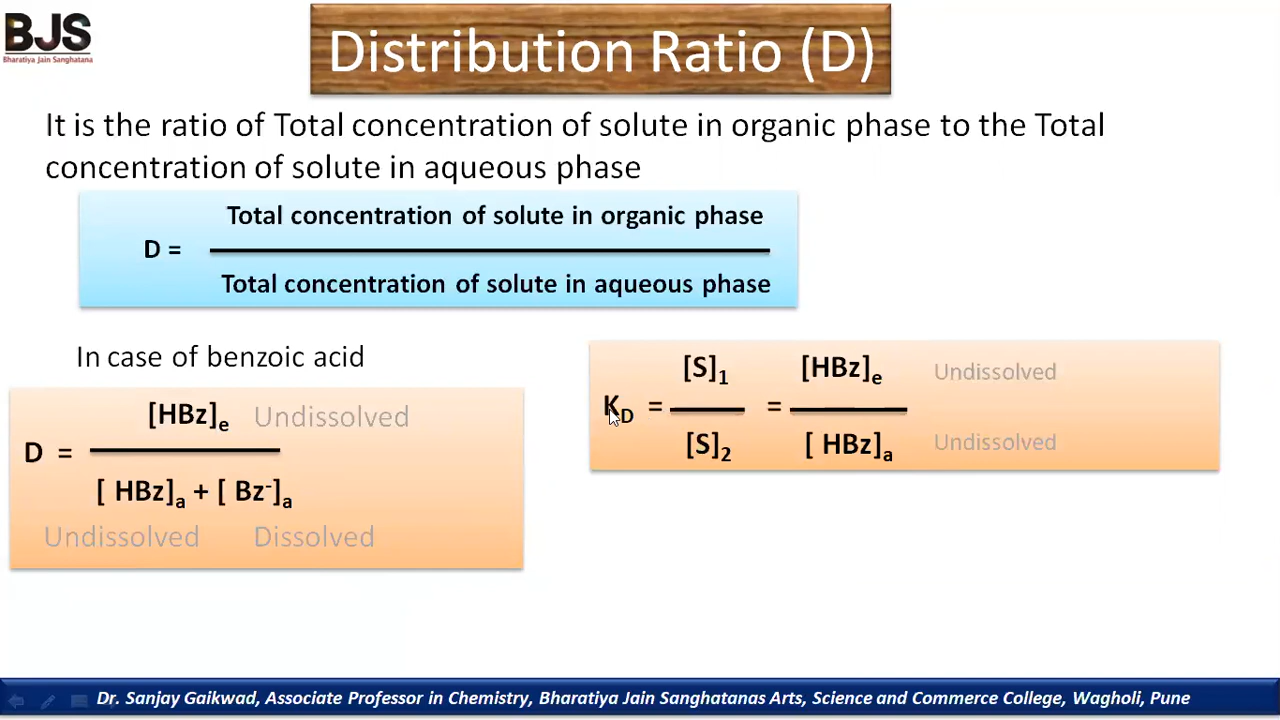 BJS
Bharatiya Jain Sanghatana
Distribution Ratio (D)
It is the ratio of Total concentration of solute in organic phase to the Total
concentration of solute in aqueous phase
Total concentration of solute in organic phase
D =
Total concentration of solute in aqueous phase
In case of benzoic acid
[HBz]e Undissolved
D =
[ HBz]a + [ Bz-]a
Undissolved Dissolved
[S]1 [HBz]e Undissolved
KD = =
[S]2 [ HBz]a Undissolved
Dr. Sanjay Gaikwad, Associate Professor in Chemistry, Bharatiya Jain Sanghatanas Arts, Science and Commerce College, Wagholi, Pune